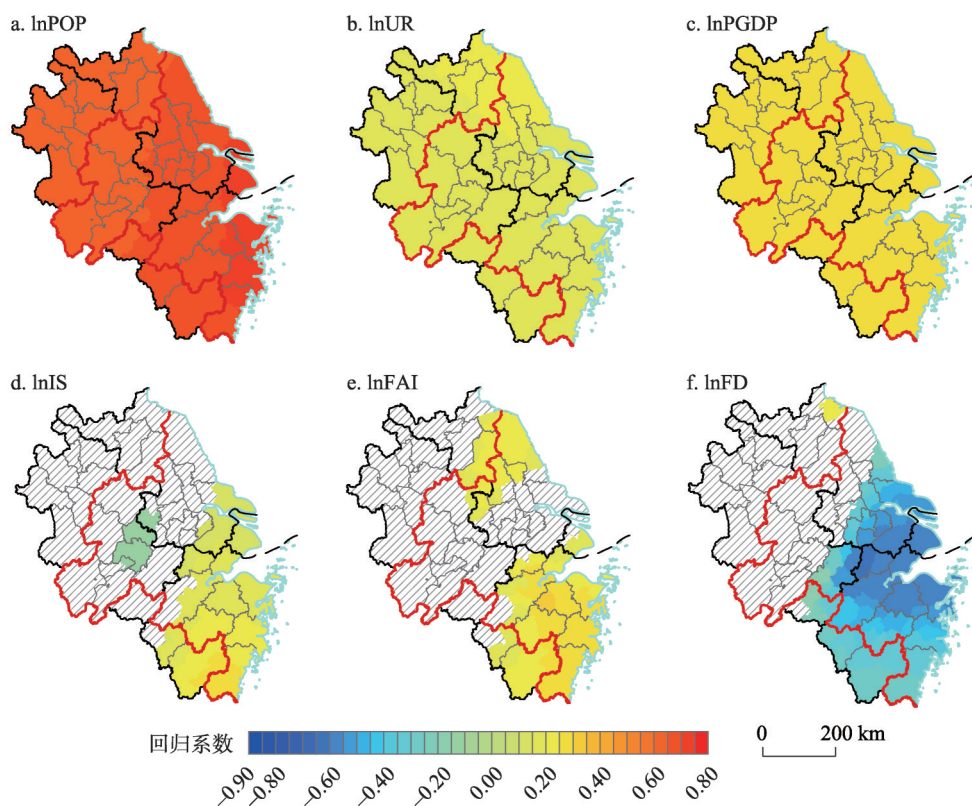 a. lnPOP
b. lnUR
c. lnPGDP
d. lnIS
e. lnFAI
f. lnFD
回归系数
−0.90
−0.80
−0.60
−0.40
−0.20
0.00
0.20
0.40
0.60
0.80
0 200 km